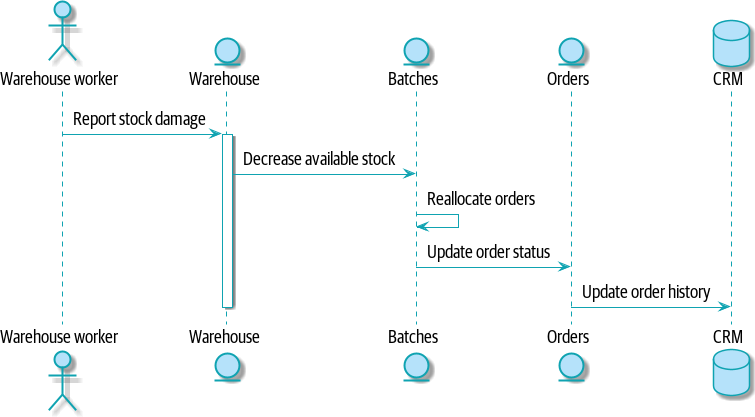 Warehouse worker
Warehouse
Batches
Orders
CRM
Report stock damage
Decrease available stock
Reallocate orders
Update order status
Update order history
Warehouse worker
Warehouse
Batches
Orders
CRM